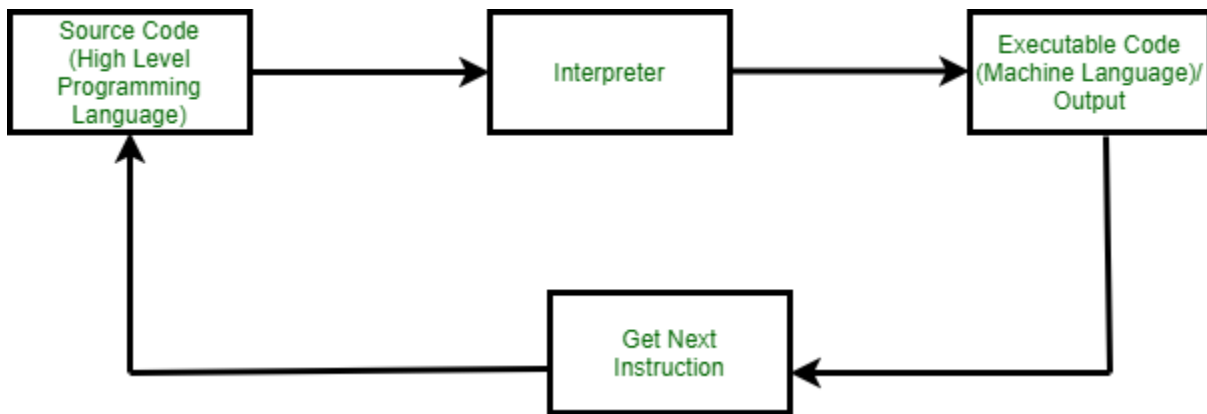 Source Code
(High Level
Programming
Language)
Interpreter
Executable Code
(Machine Language)/
Output
Get Next
Instruction